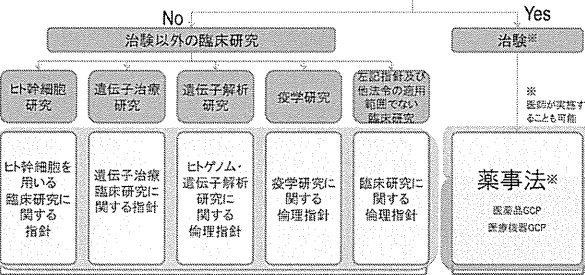 No
Yes
治験以外の臨床研究
治験※
ヒト幹細胞
研究
遺伝子治療
研究
遺伝子解析
研究
疫学研究
左記指針及び
他法令の適用
範囲でない
臨床研究
※
医師が実施す
ることも可能
ヒト幹細胞を
用いる
臨床研究に
関する
指針
遺伝子治療
臨床研究に
関する指針
ヒトゲノム・
遺伝子解析
研究に
関する
倫理指針
疫学研究に
関する
倫理指針
臨床研究に
関する
倫理指針
薬事法※
医薬品GCP
医療機器GCP